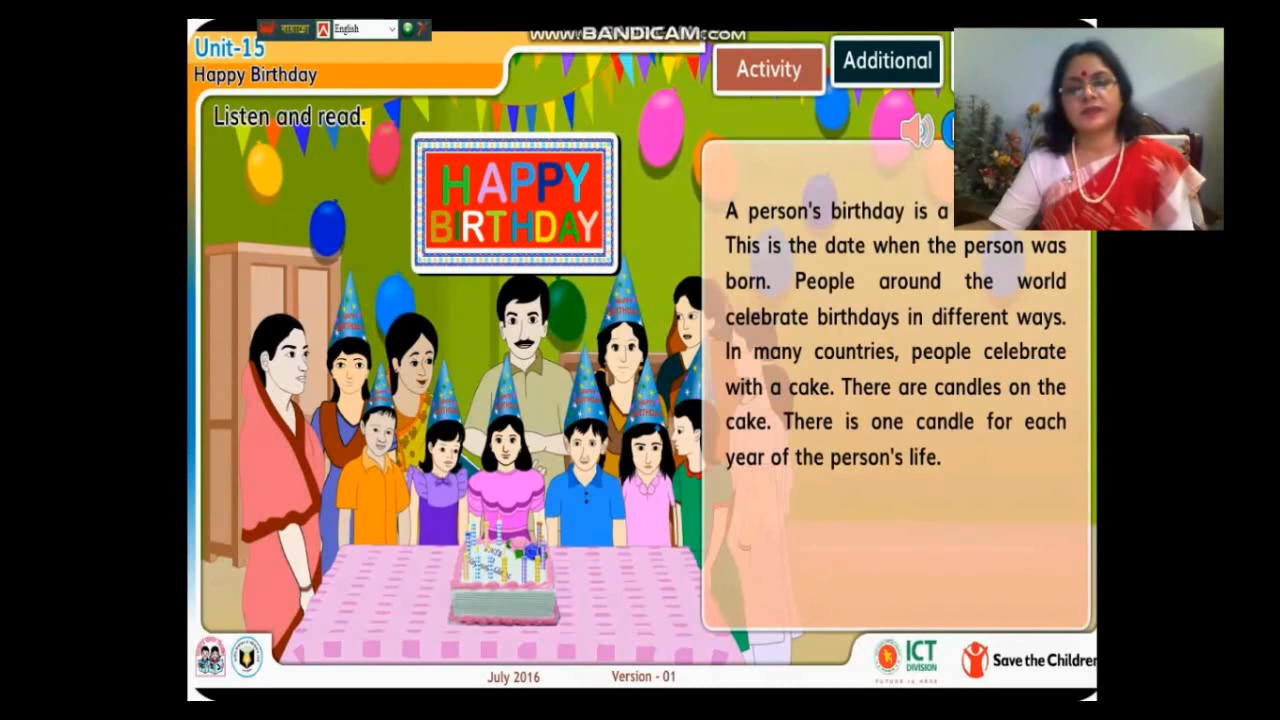 বায়ান্নো English
www.BANDICAM.com
Unit-15
Happy Birthday
Activity
Additional
Listen and read.
HAPPY
BIRTHDAY
A person's birthday is a
This is the date when the person was
born. People around the world
celebrate birthdays in different ways.
In many countries, people celebrate
with a cake. There are candles on the
cake. There is one candle for each
year of the person's life.
July 2016
Version - 01
ICT
DIVISION
FUTURE IS HERE
Save the Children